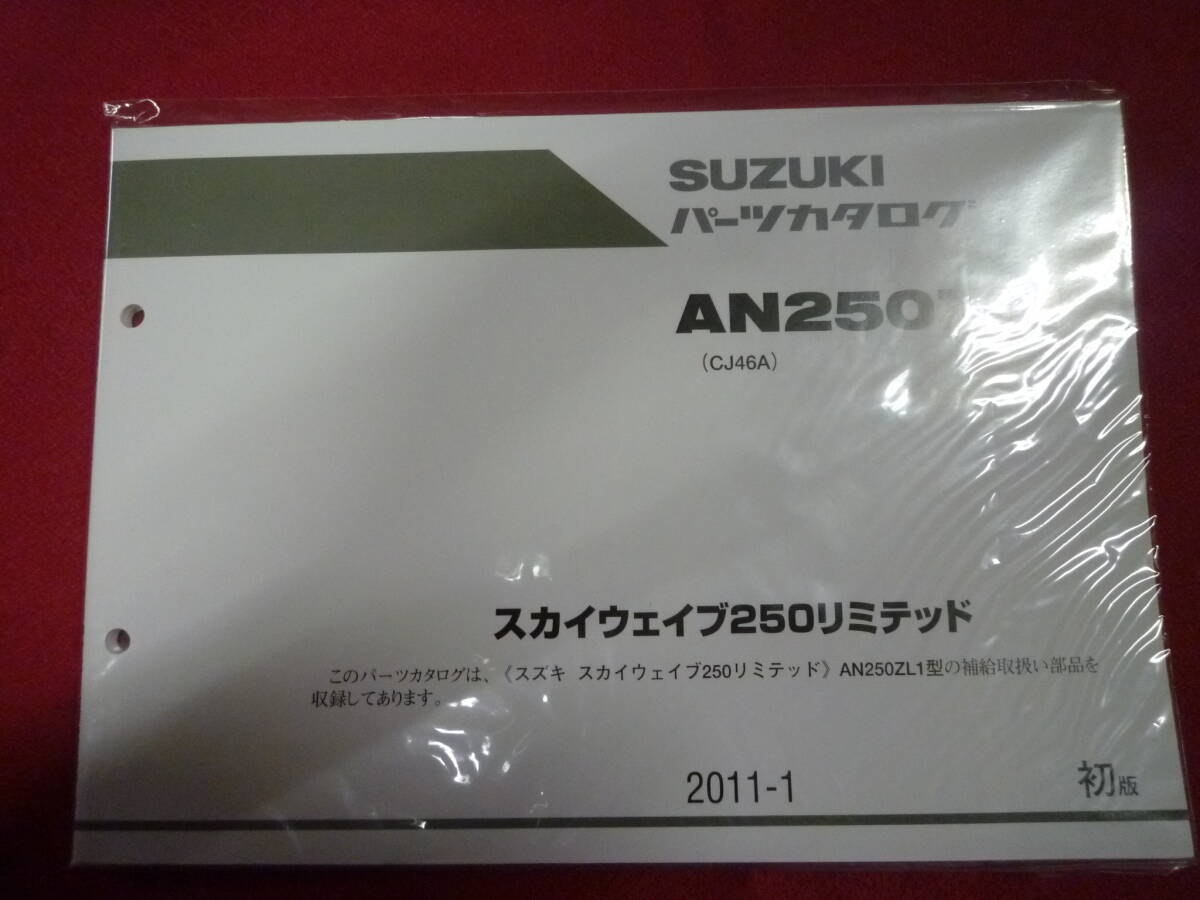 SUZUKI
パーツカタログ
AN250
(CJ46A)
スカイウェイブ250リミテッド
このパーツカタログは、《スズキ スカイウェイブ250リミテッド》AN250ZL1型の補給取扱い部品を
収録してあります。
2011-1
初版